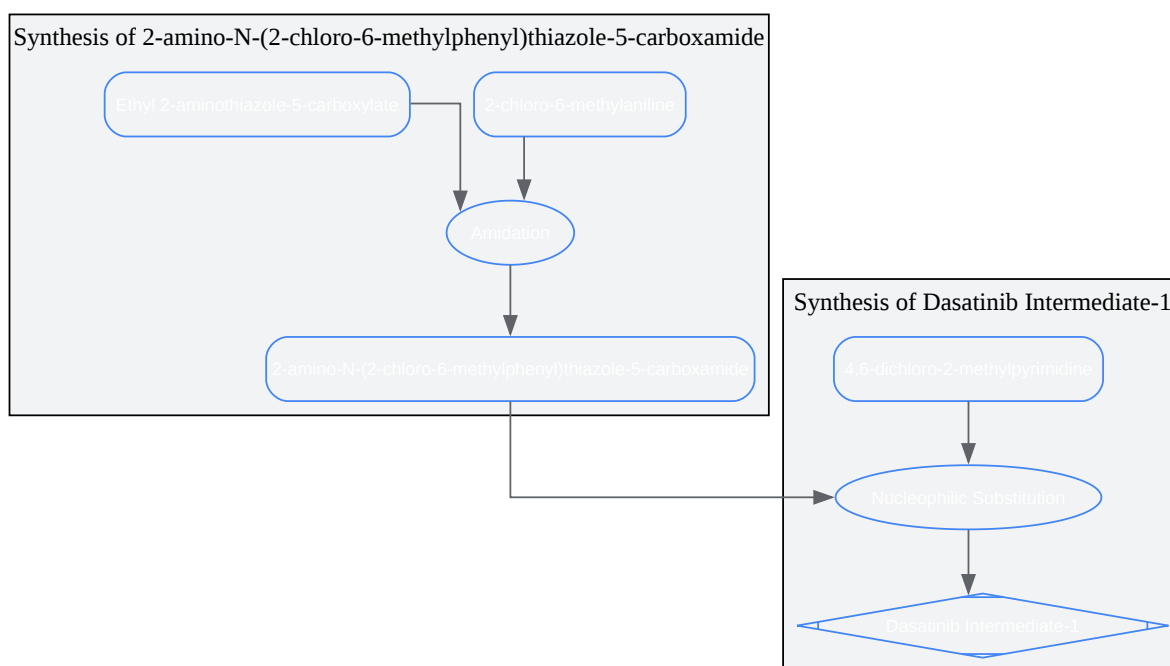 Synthesis of 2-amino-N-(2-chloro-6-methylphenyl)thiazole-5-carboxamide
Ethyl 2-aminothiazole-5-carboxylate
2-chloro-6-methylaniline
Amidation
2-amino-N-(2-chloro-6-methylphenyl)thiazole-5-carboxamide
Synthesis of Dasatinib Intermediate-1
4,6-dichloro-2-methylpyrimidine
Nucleophilic Substitution
Dasatinib Intermediate-1